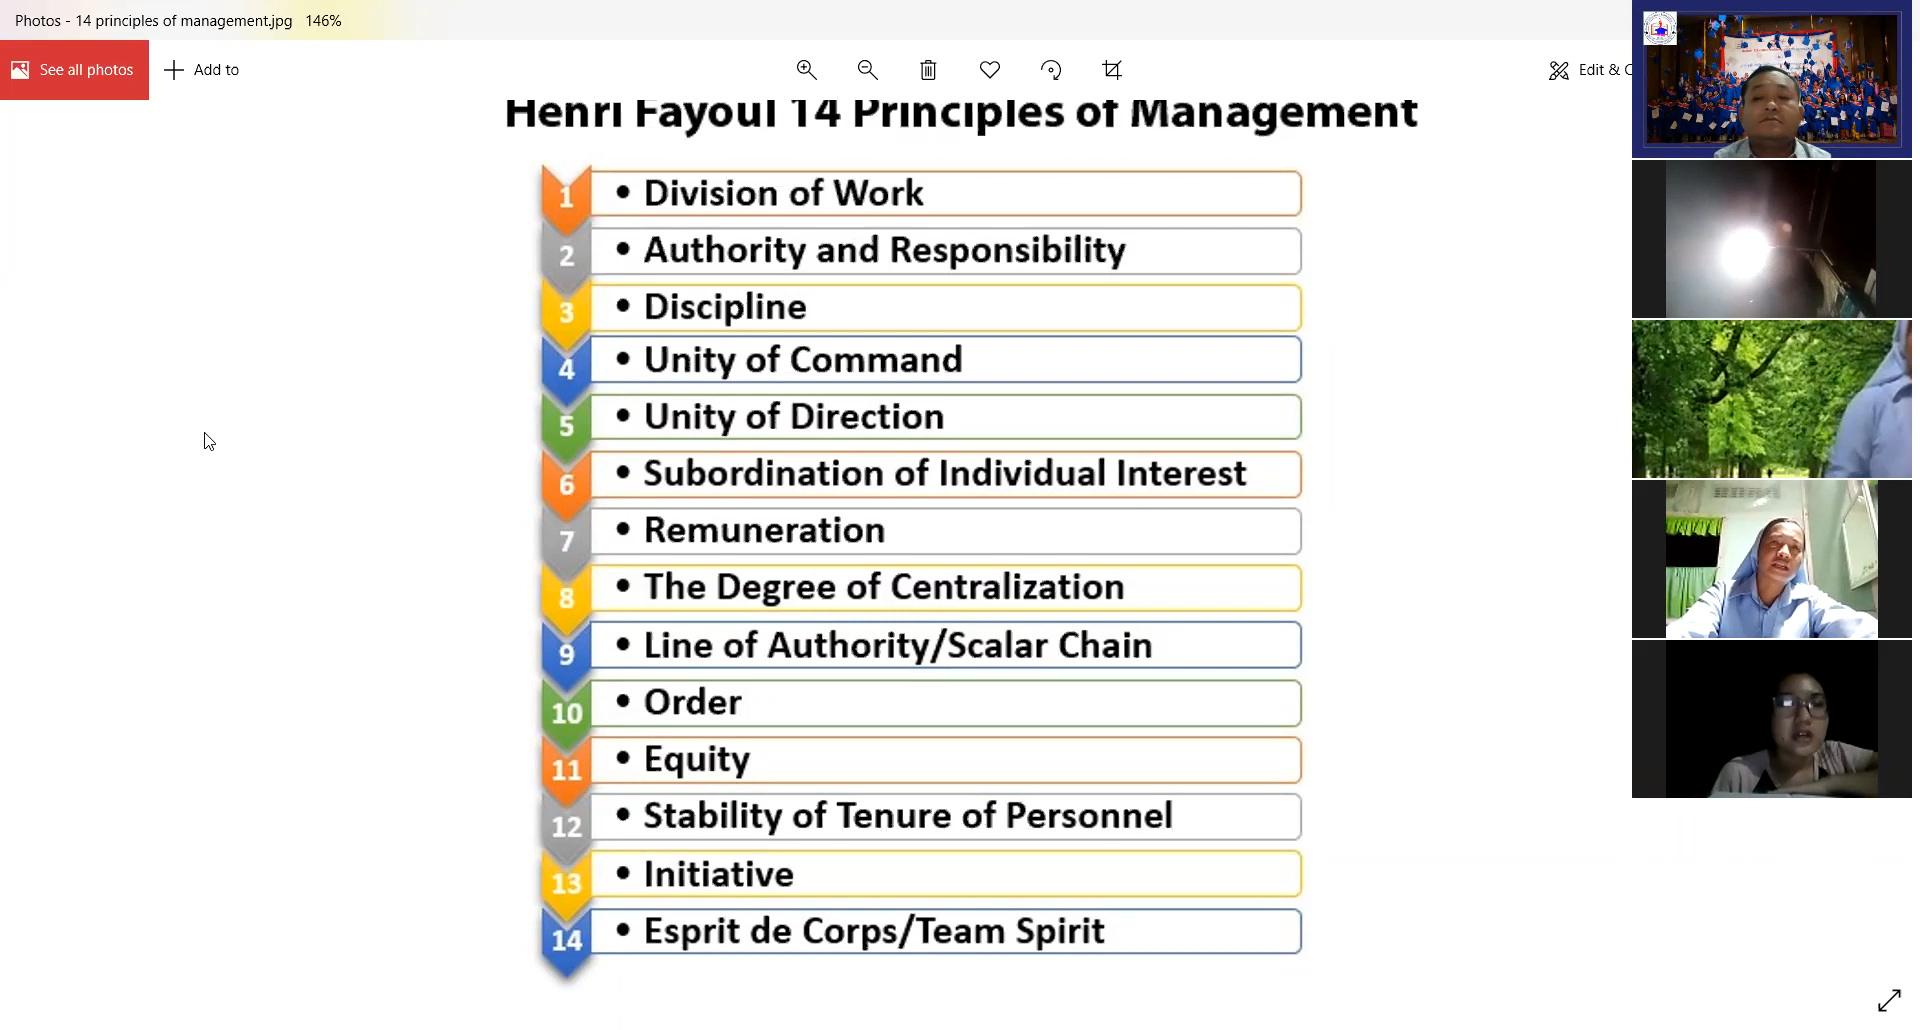 Photos - 14 principles of management.jpg 146%
See all photos
Add to
Edit & C
Henri Fayoul 14 Principles of Management
1 • Division of Work
2 • Authority and Responsibility
3 • Discipline
4 • Unity of Command
5 • Unity of Direction
6 • Subordination of Individual Interest
7 • Remuneration
8 • The Degree of Centralization
9 • Line of Authority/Scalar Chain
10 • Order
11 • Equity
12 • Stability of Tenure of Personnel
13 • Initiative
14 • Esprit de Corps/Team Spirit